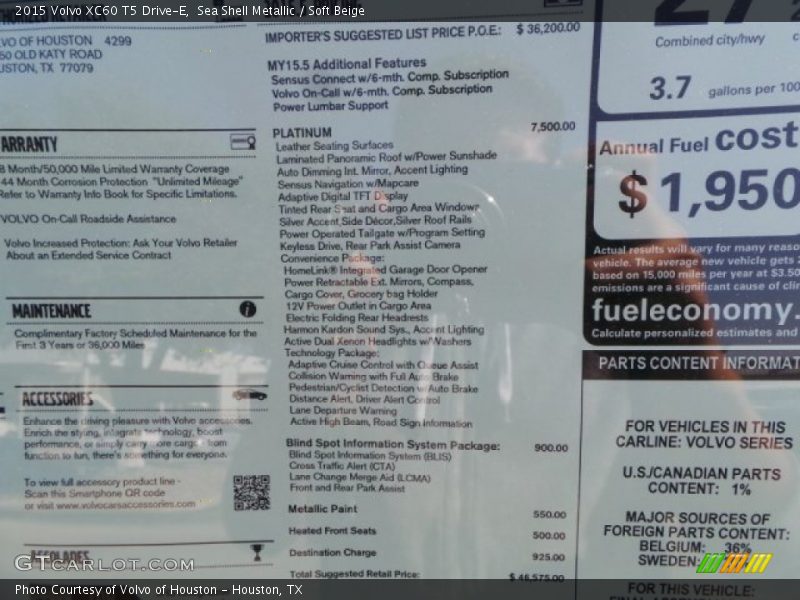 2015 Volvo XC60 T5 Drive-E, Sea Shell Metallic / Soft Beige
VO OF HOUSTON 4299
50 OLD KATY ROAD
USTON, TX 77079
ARRANTY
8 Month/50,000 Mile Limited Warranty Coverage
44 Month Corrosion Protection "Unlimited Mileage"
Refer to Warranty Info Book for Specific Limitations.
VOLVO On-Call Roadside Assistance
Volvo Increased Protection: Ask Your Volvo Retailer
About an Extended Service Contract
MAINTENANCE
Complimentary Factory Scheduled Maintenance for the
First 3 Years or 36,000 Miles
ACCESSORIES
Enhance the driving pleasure with Volvo accessories.
Enrich the styling, integrate technology, boost
performance, or simply carry more cargo; from
function to fun, there's something for everyone.
To view full accessory product line -
Scan this Smartphone QR code
or visit www.volvocarsaccessories.com
ACCOLADES
IMPORTER'S SUGGESTED LIST PRICE P.O.E: $ 36,200.00
MY15.5 Additional Features
Sensus Connect w/6-mth. Comp. Subscription
Volvo On-Call w/6-mth. Comp. Subscription
Power Lumbar Support
PLATINUM 7,500.00
Leather Seating Surfaces
Laminated Panoramic Roof w/Power Sunshade
Auto Dimming Int. Mirror, Accent Lighting
Sensus Navigation w/Mapcare
Adaptive Digital TFT Display
Tinted Rear Seat and Cargo Area Windows
Silver Accent,Side Décor,Silver Roof Rails
Power Operated Tailgate w/Program Setting
Keyless Drive, Rear Park Assist Camera
Convenience Package:
HomeLink® Integrated Garage Door Opener
Power Retractable Ext. Mirrors, Compass,
Cargo Cover, Grocery bag Holder
12V Power Outlet in Cargo Area
Electric Folding Rear Headrests
Harmon Kardon Sound Sys., Accent Lighting
Active Dual Xenon Headlights w/Washers
Technology Package:
Adaptive Cruise Control with Queue Assist
Collision Warning with Full Auto Brake
Pedestrian/Cyclist Detection w/Auto Brake
Distance Alert, Driver Alert Control
Lane Departure Warning
Active High Beam, Road Sign Information
Blind Spot Information System Package: 900.00
Blind Spot Information System (BLIS)
Cross Traffic Alert (CTA)
Lane Change Merge Aid (LCMA)
Front and Rear Park Assist
Metallic Paint 550.00
Heated Front Seats 500.00
Destination Charge 925.00
Total Suggested Retail Price: $ 46,575.00
27
Combined city/hwy
3.7 gallons per 100
Annual Fuel cost
$ 1,950
Actual results will vary for many reaso
vehicle. The average new vehicle gets 2
based on 15,000 miles per year at $3.50
emissions are a significant cause of clim
fueleconomy.
Calculate personalized estimates and
PARTS CONTENT INFORMAT
FOR VEHICLES IN THIS
CARLINE: VOLVO SERIES
U.S./CANADIAN PARTS
CONTENT: 1%
MAJOR SOURCES OF
FOREIGN PARTS CONTENT:
BELGIUM: 36%
SWEDEN:
FOR THIS VEHICLE:
GTCarLot.com
Photo Courtesy of Volvo of Houston - Houston, TX